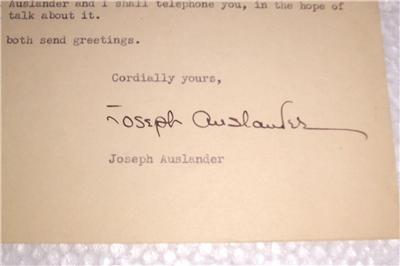 Auslander and I shall telephone you, in the hope of
talk about it.
both send greetings.
Cordially yours,
Joseph Auslander
Joseph Auslander